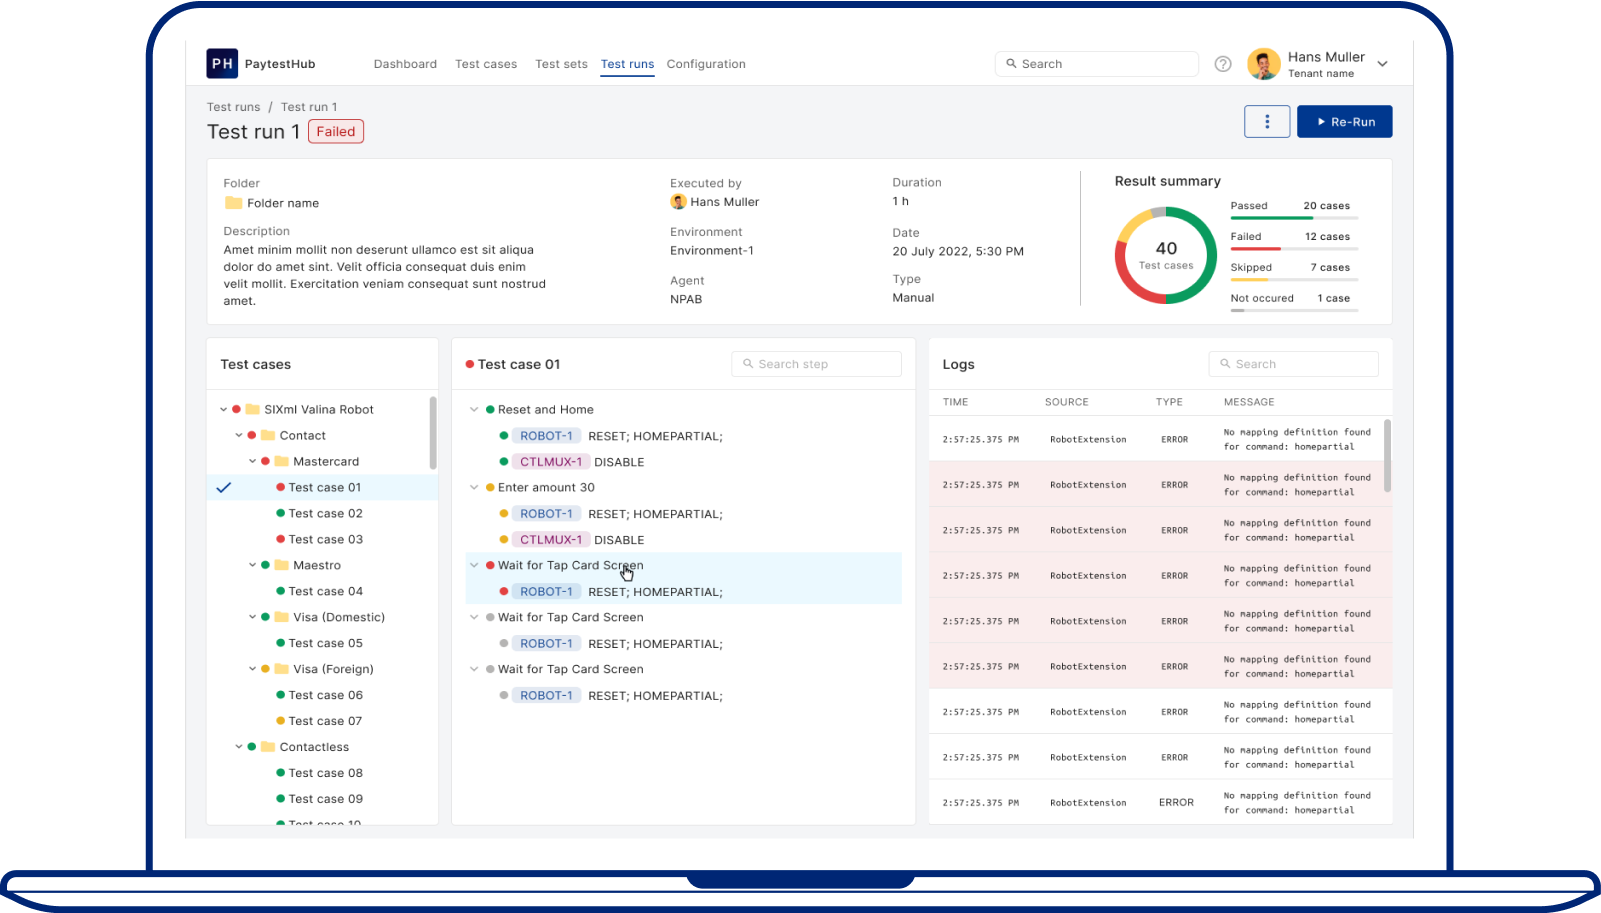 PH PaytestHub
Dashboard Test cases Test sets Test runs Configuration
Search
?
Hans Muller
Tenant name
Test runs / Test run 1
Test run 1 Failed
Re-Run
Folder
Folder name
Description
Amet minim mollit non deserunt ullamco est sit aliqua
dolor do amet sint. Velit officia consequat duis enim
velit mollit. Exercitation veniam consequat sunt nostrud
amet.
Executed by
Hans Muller
Environment
Environment-1
Agent
NPAB
Duration
1 h
Date
20 July 2022, 5:30 PM
Type
Manual
Result summary
40
Test cases
Passed 20 cases
Failed 12 cases
Skipped 7 cases
Not occured 1 case
Test cases
SIXml Valina Robot
Contact
Mastercard
Test case 01
Test case 02
Test case 03
Maestro
Test case 04
Visa (Domestic)
Test case 05
Visa (Foreign)
Test case 06
Test case 07
Contactless
Test case 08
Test case 09
Test case 10
Test case 01
Search step
Reset and Home
ROBOT-1 RESET; HOMEPARTIAL;
CTLMUX-1 DISABLE
Enter amount 30
ROBOT-1 RESET; HOMEPARTIAL;
CTLMUX-1 DISABLE
Wait for Tap Card Screen
ROBOT-1 RESET; HOMEPARTIAL;
Wait for Tap Card Screen
ROBOT-1 RESET; HOMEPARTIAL;
Wait for Tap Card Screen
ROBOT-1 RESET; HOMEPARTIAL;
Logs
Search
TIME SOURCE TYPE MESSAGE
2:57:25.375 PM RobotExtension ERROR No mapping definition found
for command: homepartial
2:57:25.375 PM RobotExtension ERROR No mapping definition found
for command: homepartial
2:57:25.375 PM RobotExtension ERROR No mapping definition found
for command: homepartial
2:57:25.375 PM RobotExtension ERROR No mapping definition found
for command: homepartial
2:57:25.375 PM RobotExtension ERROR No mapping definition found
for command: homepartial
2:57:25.375 PM RobotExtension ERROR No mapping definition found
for command: homepartial
2:57:25.375 PM RobotExtension ERROR No mapping definition found
for command: homepartial
2:57:25.375 PM RobotExtension ERROR No mapping definition found
for command: homepartial
2:57:25.375 PM RobotExtension ERROR No mapping definition found
for command: homepartial